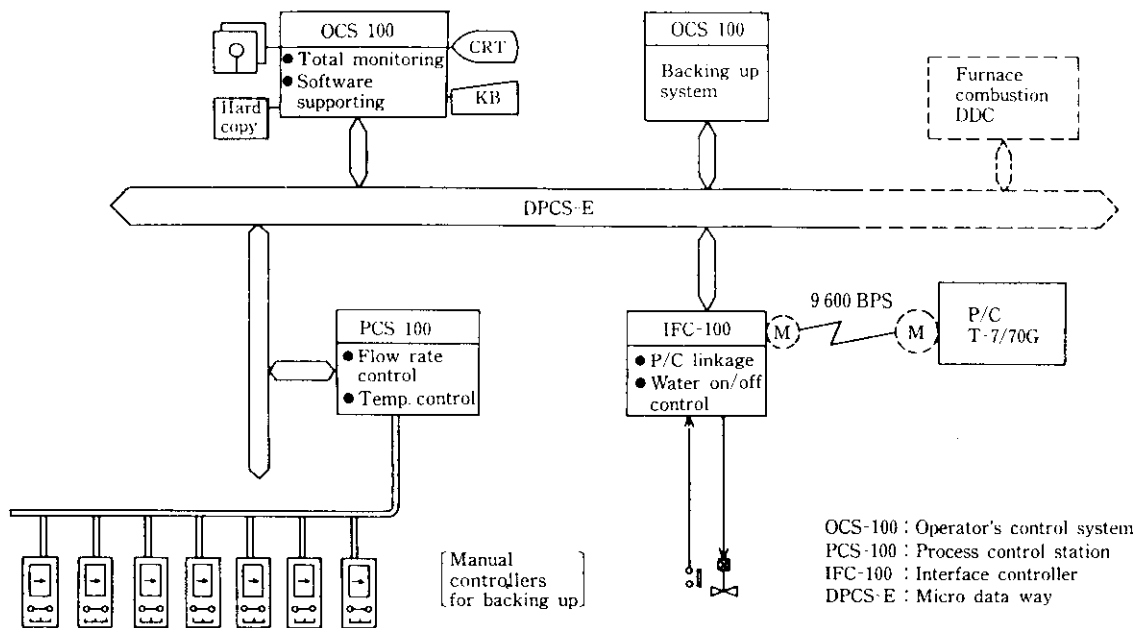 OCS 100
● Total monitoring
● Software
supporting
CRT
KB
Hard
copy
OCS 100
Backing up
system
Furnace
combustion
DDC
DPCS-E
PCS 100
● Flow rate
control
● Temp. control
IFC-100
● P/C linkage
● Water on/off
control
M
9 600 BPS
M
P/C
T-7/70G
Manual
controllers
for backing up
OCS-100 : Operator's control system
PCS-100 : Process control station
IFC-100 : Interface controller
DPCS-E : Micro data way